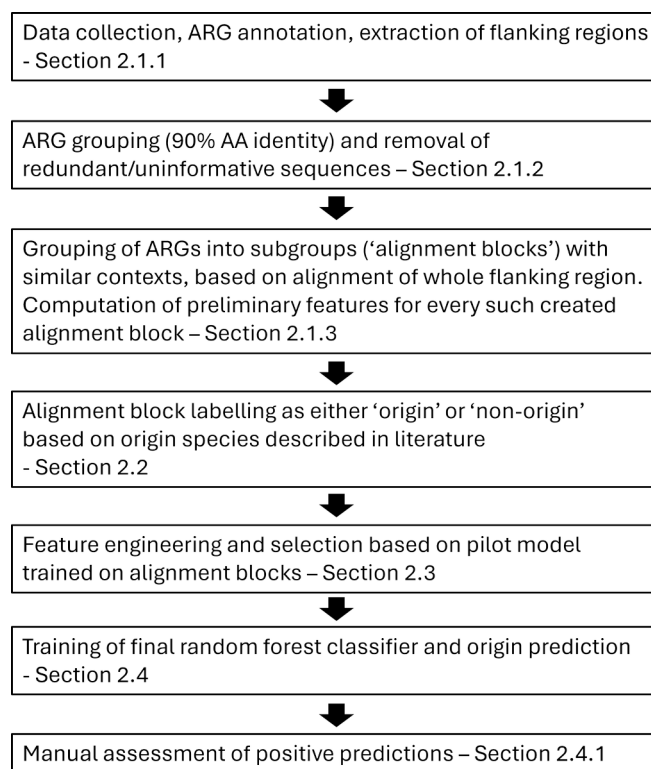 Data collection, ARG annotation, extraction of flanking regions
- Section 2.1.1
ARG grouping (90% AA identity) and removal of
redundant/uninformative sequences – Section 2.1.2
Grouping of ARGs into subgroups (‘alignment blocks’) with
similar contexts, based on alignment of whole flanking region.
Computation of preliminary features for every such created
alignment block – Section 2.1.3
Alignment block labelling as either ‘origin’ or ‘non-origin’
based on origin species described in literature
- Section 2.2
Feature engineering and selection based on pilot model
trained on alignment blocks – Section 2.3
Training of final random forest classifier and origin prediction
- Section 2.4
Manual assessment of positive predictions – Section 2.4.1